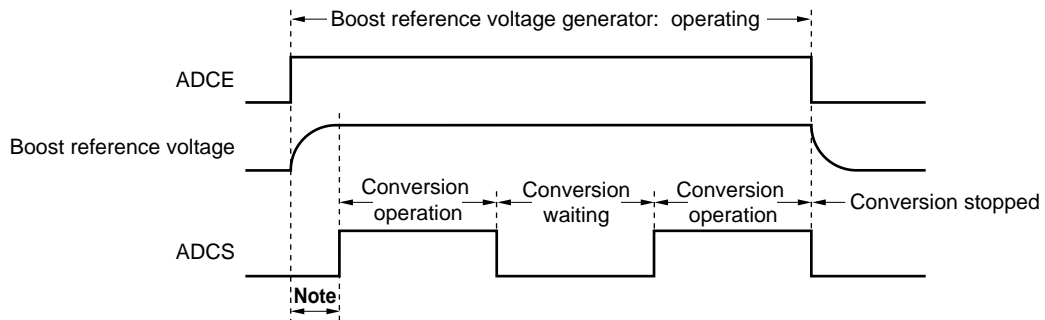 Boost reference voltage generator: operating
ADCE
Boost reference voltage
Conversion
operation
Conversion
waiting
Conversion
operation
Conversion stopped
ADCS
Note